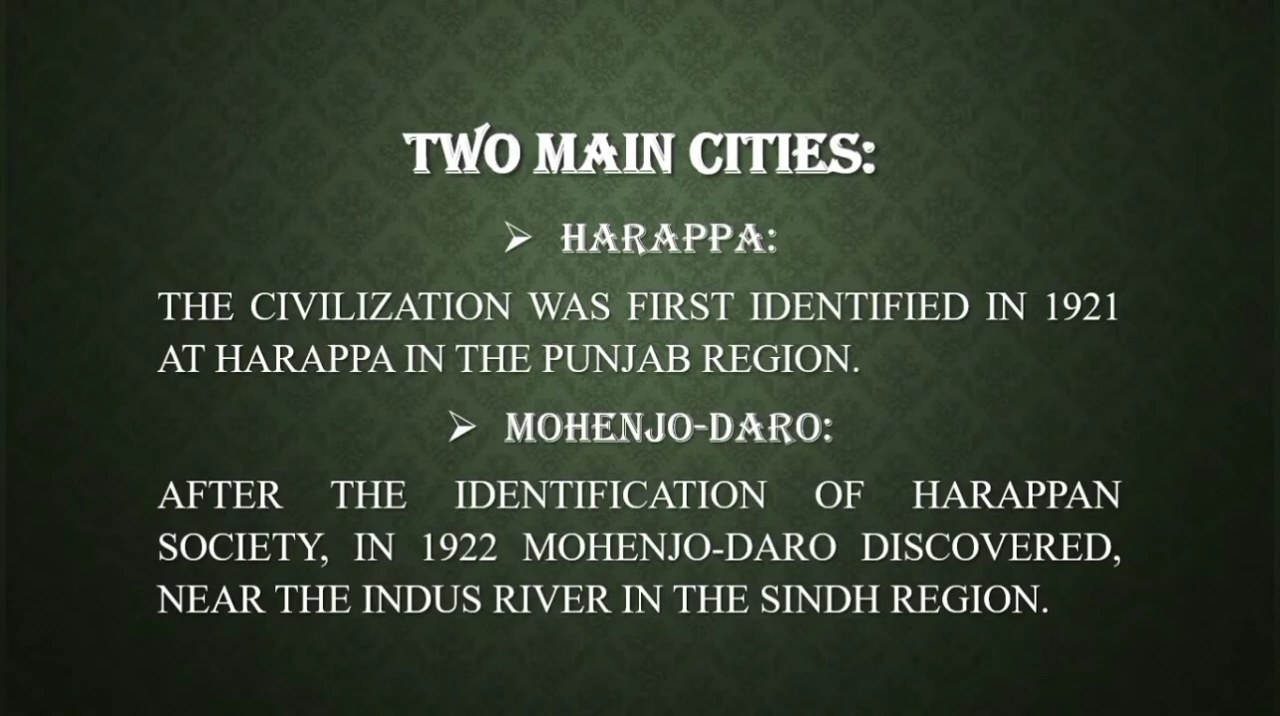 TWO MAIN CITIES:
➢ HARAPPA:
THE CIVILIZATION WAS FIRST IDENTIFIED IN 1921
AT HARAPPA IN THE PUNJAB REGION.
➢ MOHENJO-DARO:
AFTER THE IDENTIFICATION OF HARAPPAN
SOCIETY, IN 1922 MOHENJO-DARO DISCOVERED,
NEAR THE INDUS RIVER IN THE SINDH REGION.